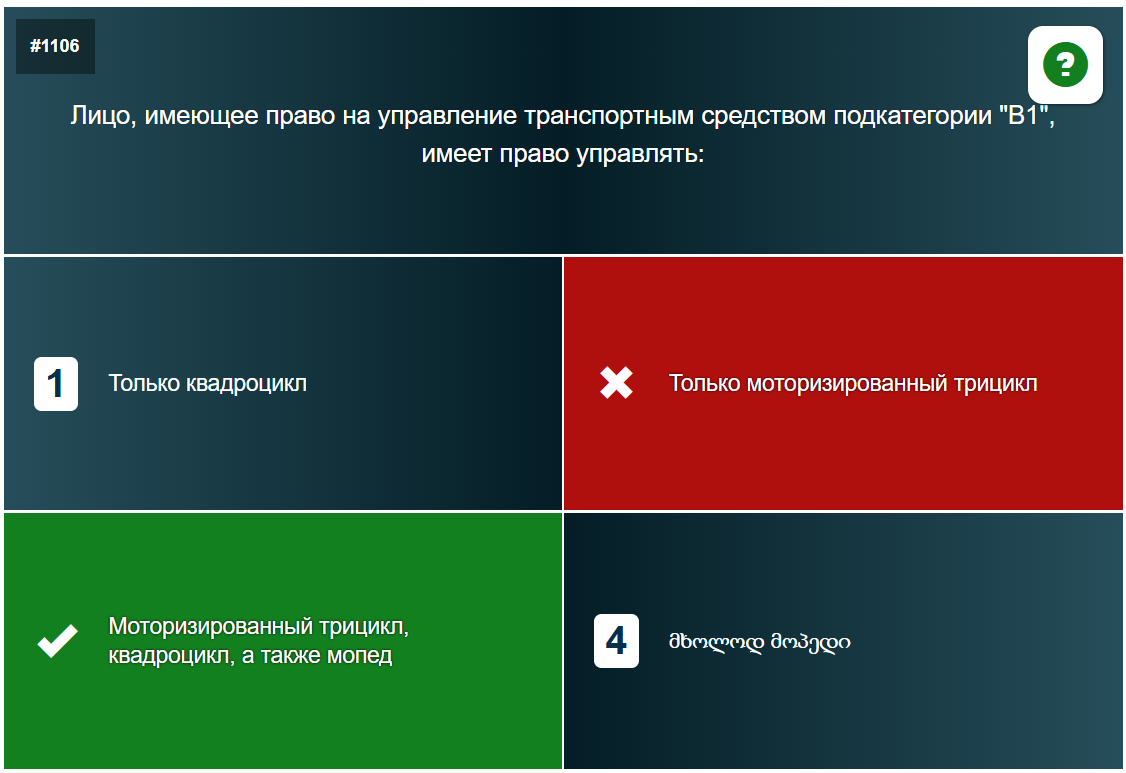 #1106
?
Лицо, имеющее право на управление транспортным средством подкатегории "B1",
имеет право управлять:
1
Только квадроцикл
Только моторизированный трицикл
Моторизированный трицикл,
квадроцикл, а также мопед
4
მხოლოდ მოპედი